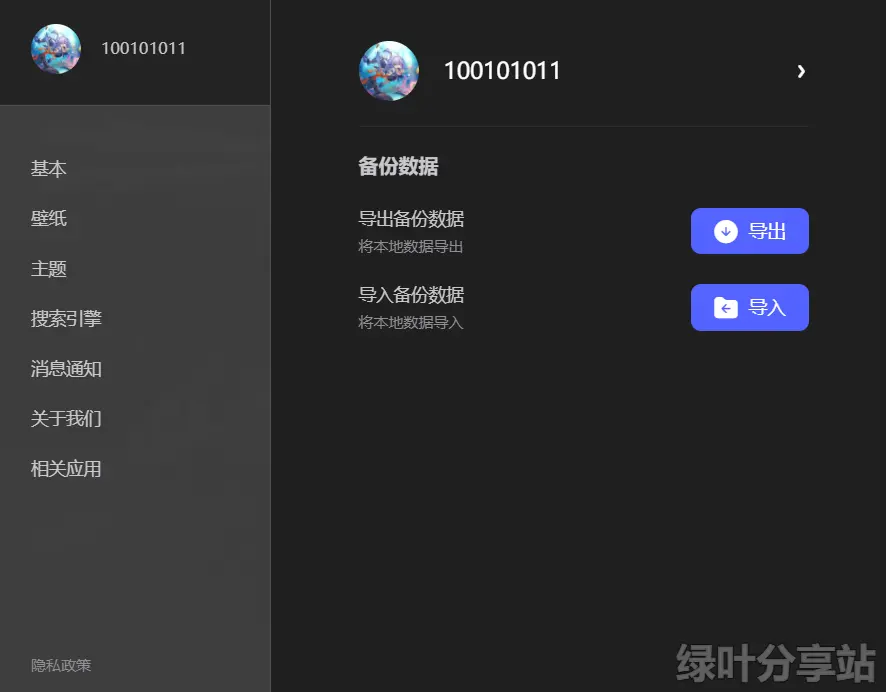 100101011
基本
壁纸
主题
搜索引擎
消息通知
关于我们
相关应用
隐私政策
100101011
备份数据
导出备份数据
将本地数据导出
导出
导入备份数据
将本地数据导入
导入
绿叶分享站